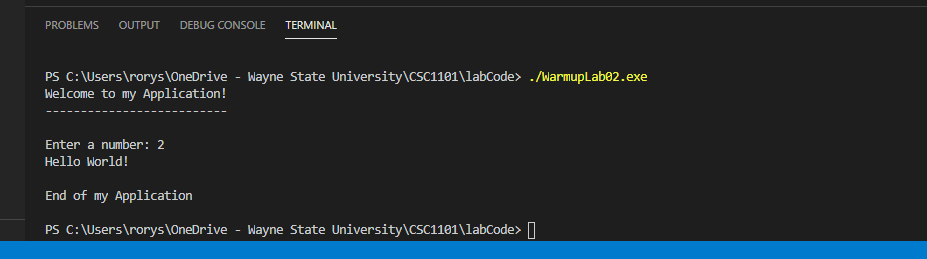 PROBLEMS OUTPUT DEBUG CONSOLE TERMINAL
PS C:\Users\rorys\OneDrive - Wayne State University\CSC1101\labCode> ./WarmupLab02.exe
Welcome to my Application!
--------------------------
Enter a number: 2
Hello World!
End of my Application
PS C:\Users\rorys\OneDrive - Wayne State University\CSC1101\labCode>